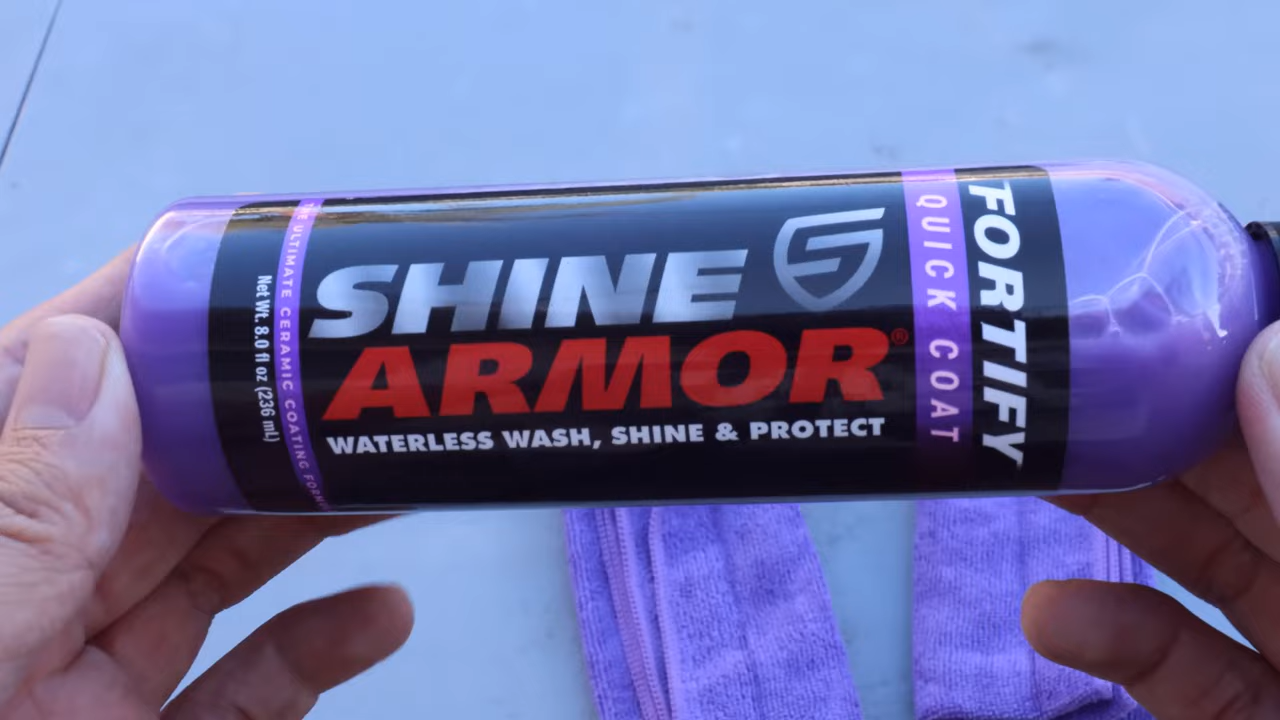 SHINE
ARMOR®
WATERLESS WASH, SHINE & PROTECT
FORTIFY
QUICK COAT
THE ULTIMATE CERAMIC COATING
Net Wt. 8.0 fl oz (236 mL)